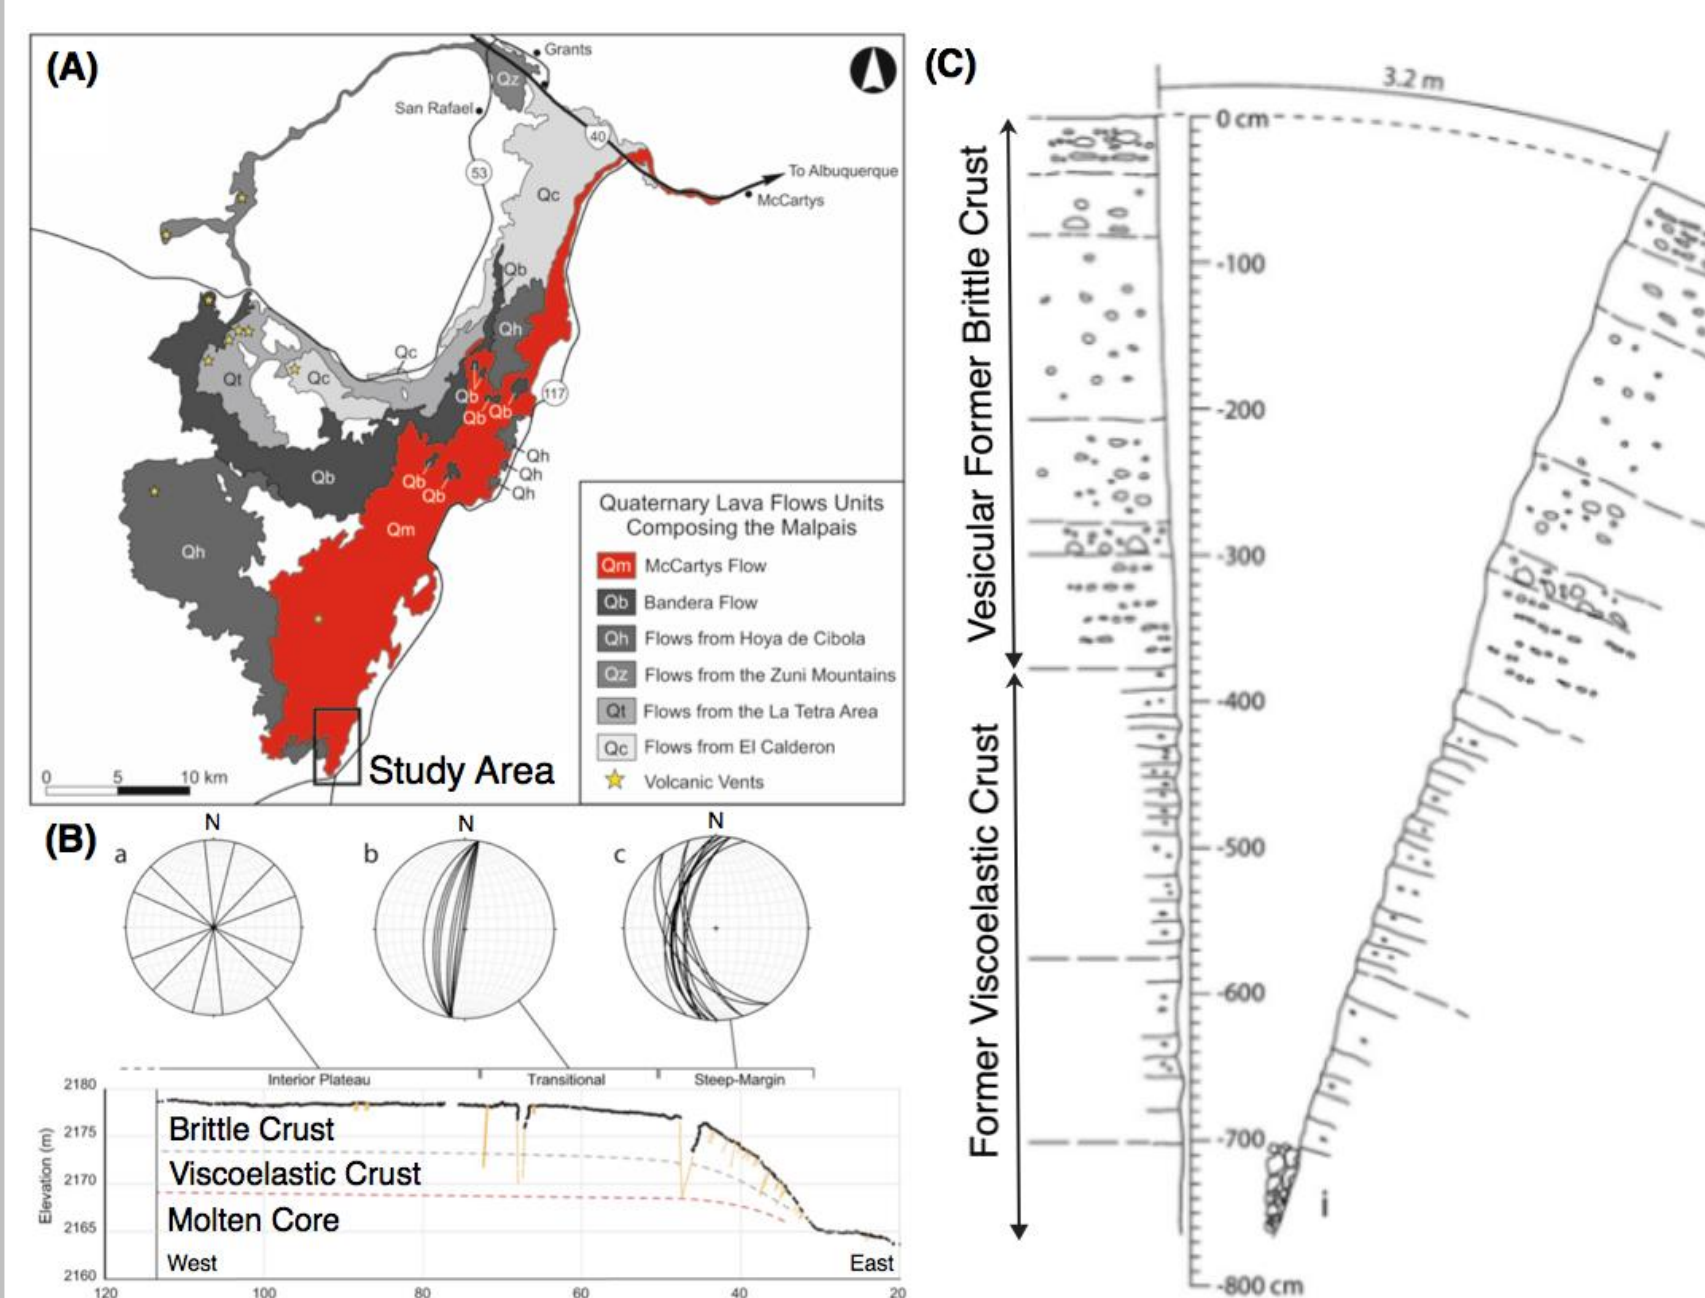 (A)
Grants
Qz
San Rafael
40
To Albuquerque
53
Qc
McCartys
Qb
Qh
Qc
Qt
Qc
Qb
117
Qb
Qb
Qh
Qb
Qb
Qb
Qh
Qh
Qm
Qh
Quaternary Lava Flows Units
Composing the Malpais
Qm McCartys Flow
Qb Bandera Flow
Qh Flows from Hoya de Cibola
Qz Flows from the Zuni Mountains
Qt Flows from the La Tetra Area
Qc Flows from El Calderon
Volcanic Vents
Study Area
0 5 10 km
(B)
a N
b N
c N
Interior Plateau Transitional Steep-Margin
Elevation (m)
2180
2175
2170
2165
2160
Brittle Crust
Viscoelastic Crust
Molten Core
West East
120 100 80 60 40 20
(C)
3.2 m
Vesicular Former Brittle Crust
Former Viscoelastic Crust
0 cm
-100
-200
-300
-400
-500
-600
-700
-800 cm
i